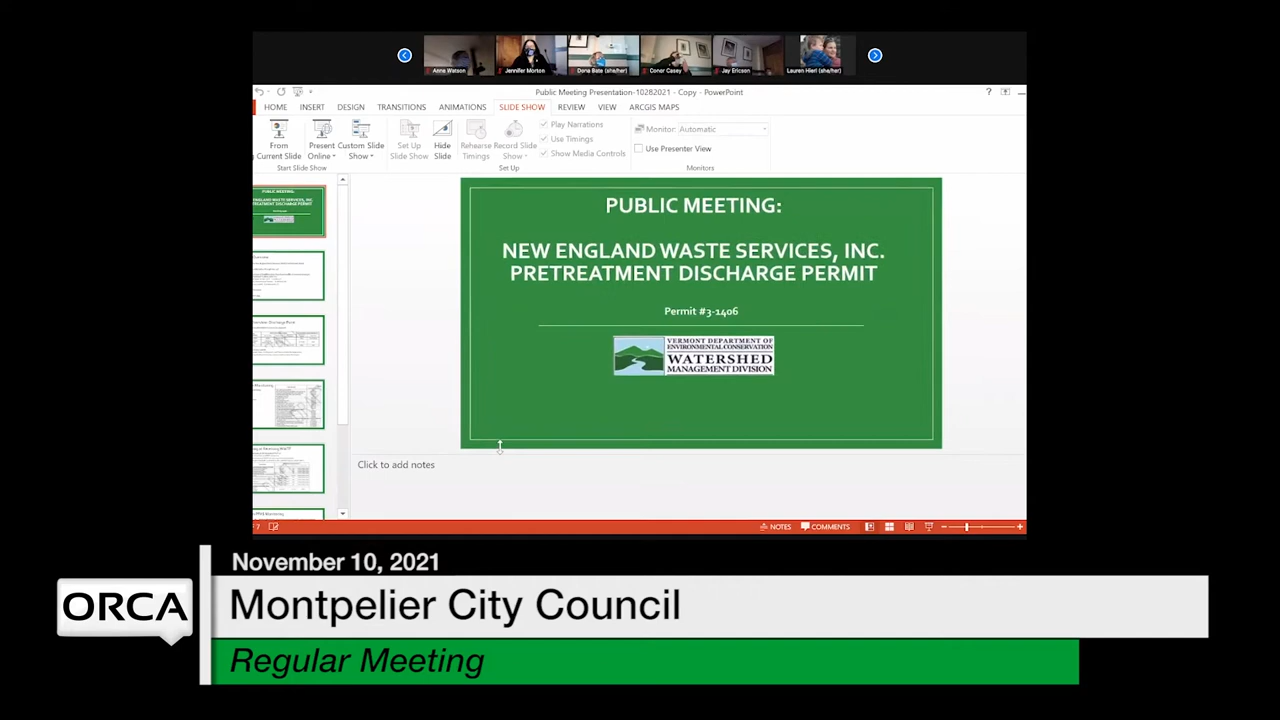 Anne Watson
Jennifer Morton
Dona Bate (she/her)
Conor Casey
Jay Ericson
Lauren Hierl (she/her)
Public Meeting Presentation-10282021 - Copy - PowerPoint
?
HOME INSERT DESIGN TRANSITIONS ANIMATIONS SLIDE SHOW REVIEW VIEW ARCGIS MAPS
From
Current Slide
Present
Online
Custom Slide
Show
Start Slide Show
Set Up
Slide Show
Hide
Slide
Rehearse
Timings
Record Slide
Show
Play Narrations
Use Timings
Show Media Controls
Set Up
Monitor: Automatic
Use Presenter View
Monitors
PUBLIC MEETING:
NEW ENGLAND WASTE SERVICES, INC.
PRETREATMENT DISCHARGE PERMIT
Permit #3-1406
VERMONT DEPARTMENT OF
ENVIRONMENTAL CONSERVATION
WATERSHED
MANAGEMENT DIVISION
Click to add notes
7
NOTES COMMENTS
November 10, 2021
ORCA
Montpelier City Council
Regular Meeting